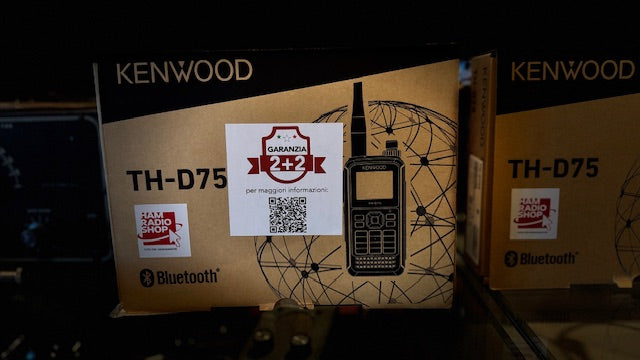 KENWOOD
TH-D75
GARANZIA
2+2
per maggiori informazioni:
KENWOOD
HAM
RADIO
SHOP
Bluetooth®
KENWOOD
TH-D75
HAM
RADIO
SHOP
Bluetooth®